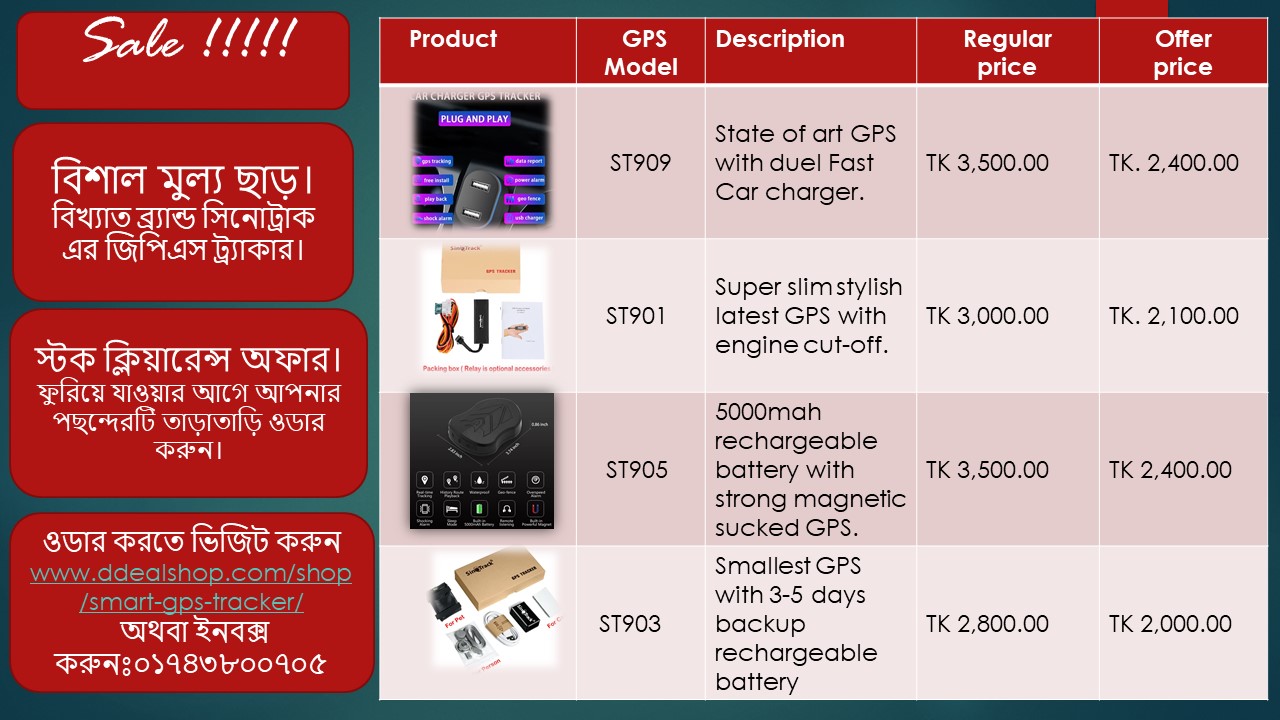 Sale !!!!!
বিশাল মুল্য ছাড়।
বিখ্যাত ব্র্যান্ড সিনোট্রাক
এর জিপিএস ট্র্যাকার।
স্টক ক্লিয়ারেন্স অফার।
ফুরিয়ে যাওয়ার আগে আপনার
পছন্দেরটি তাড়াতাড়ি ওডার
করুন।
ওডার করতে ভিজিট করুন
www.ddealshop.com/shop
/smart-gps-tracker/
অথবা ইনবক্স
করুনঃ০১৭৪৩৮০০৭০৫
Product GPS Model Description Regular price Offer price
CAR CHARGER GPS TRACKER
PLUG AND PLAY
gps tracking data report
free install power alarm
play back geo fence
shock alarm usb charger
ST909
State of art GPS
with duel Fast
Car charger.
TK 3,500.00
TK. 2,400.00
SinoTrack
GPS TRACKER
Packing box ( Relay is optional accessories
ST901
Super slim stylish
latest GPS with
engine cut-off.
TK 3,000.00
TK. 2,100.00
0.86 inch
2.67 inch
Real time Tracking History Route Playback Waterproof Geo-fence Overspeed Alarm
Shocking Alarm Sleep Mode Built-in 5000mAh Battery Remote listening Built-in Powerful Magnet
ST905
5000mah
rechargeable
battery with
strong magnetic
sucked GPS.
TK 3,500.00
TK 2,400.00
SinoTrack
GPS TRACKER
For Pet
Person
ST903
Smallest GPS
with 3-5 days
backup
rechargeable
battery
TK 2,800.00
TK 2,000.00